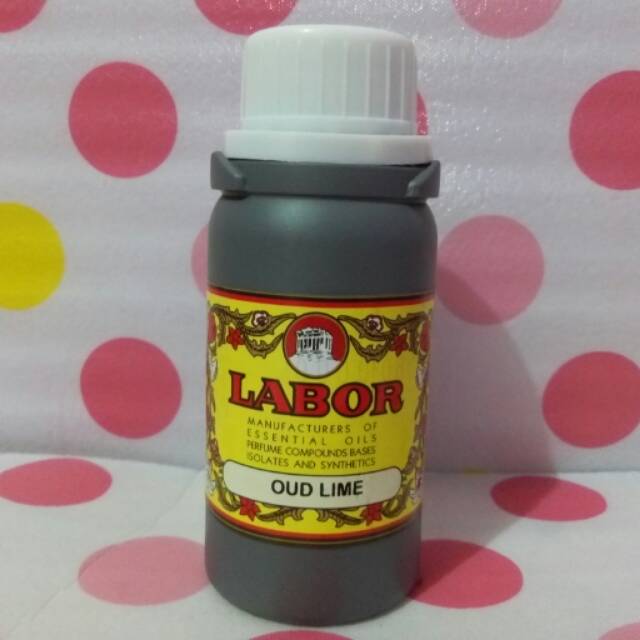 LABOR
MANUFACTURERS OF
ESSENTIAL OILS
PERFUME COMPOUNDS BASES
ISOLATES AND SYNTHETICS
OUD LIME